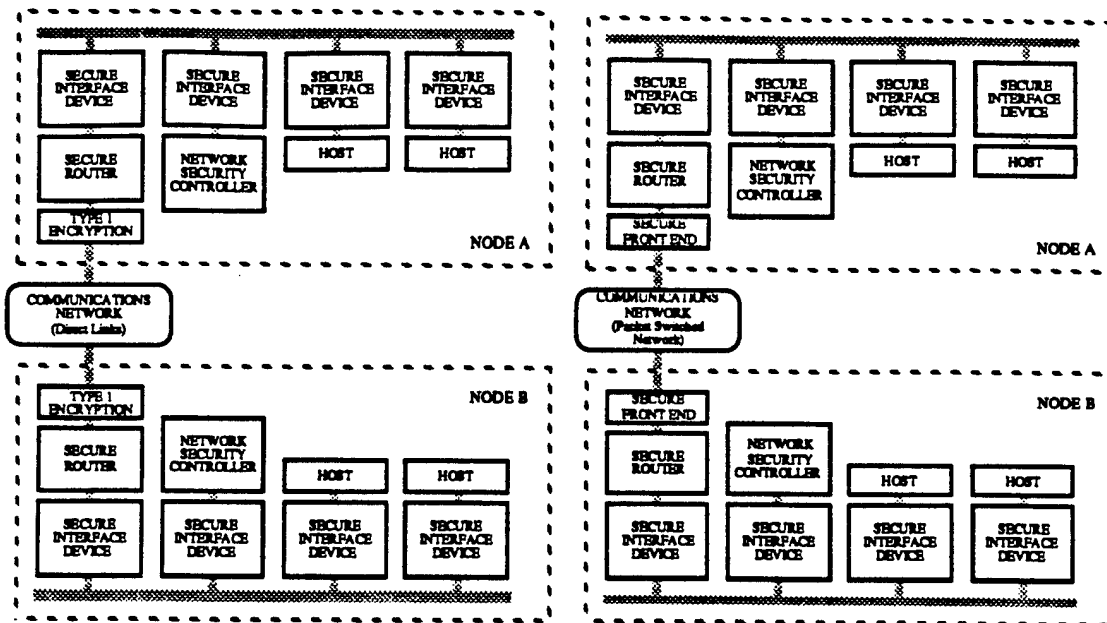 SECURE
INTERFACE
DEVICE
SECURE
INTERFACE
DEVICE
SECURE
INTERFACE
DEVICE
SECURE
INTERFACE
DEVICE
SECURE
ROUTER
NETWORK
SECURITY
CONTROLLER
HOST
HOST
TYPE 1
ENCRYPTION
NODE A
COMMUNICATIONS
NETWORK
(Direct Links)
TYPE 1
ENCRYPTION
NODE B
SECURE
ROUTER
NETWORK
SECURITY
CONTROLLER
HOST
HOST
SECURE
INTERFACE
DEVICE
SECURE
INTERFACE
DEVICE
SECURE
INTERFACE
DEVICE
SECURE
INTERFACE
DEVICE
SECURE
INTERFACE
DEVICE
SECURE
INTERFACE
DEVICE
SECURE
INTERFACE
DEVICE
SECURE
INTERFACE
DEVICE
SECURE
ROUTER
NETWORK
SECURITY
CONTROLLER
HOST
HOST
SECURE
FRONT END
NODE A
COMMUNICATIONS
NETWORK
(Packet Switched
Network)
SECURE
FRONT END
NODE B
SECURE
ROUTER
NETWORK
SECURITY
CONTROLLER
HOST
HOST
SECURE
INTERFACE
DEVICE
SECURE
INTERFACE
DEVICE
SECURE
INTERFACE
DEVICE
SECURE
INTERFACE
DEVICE